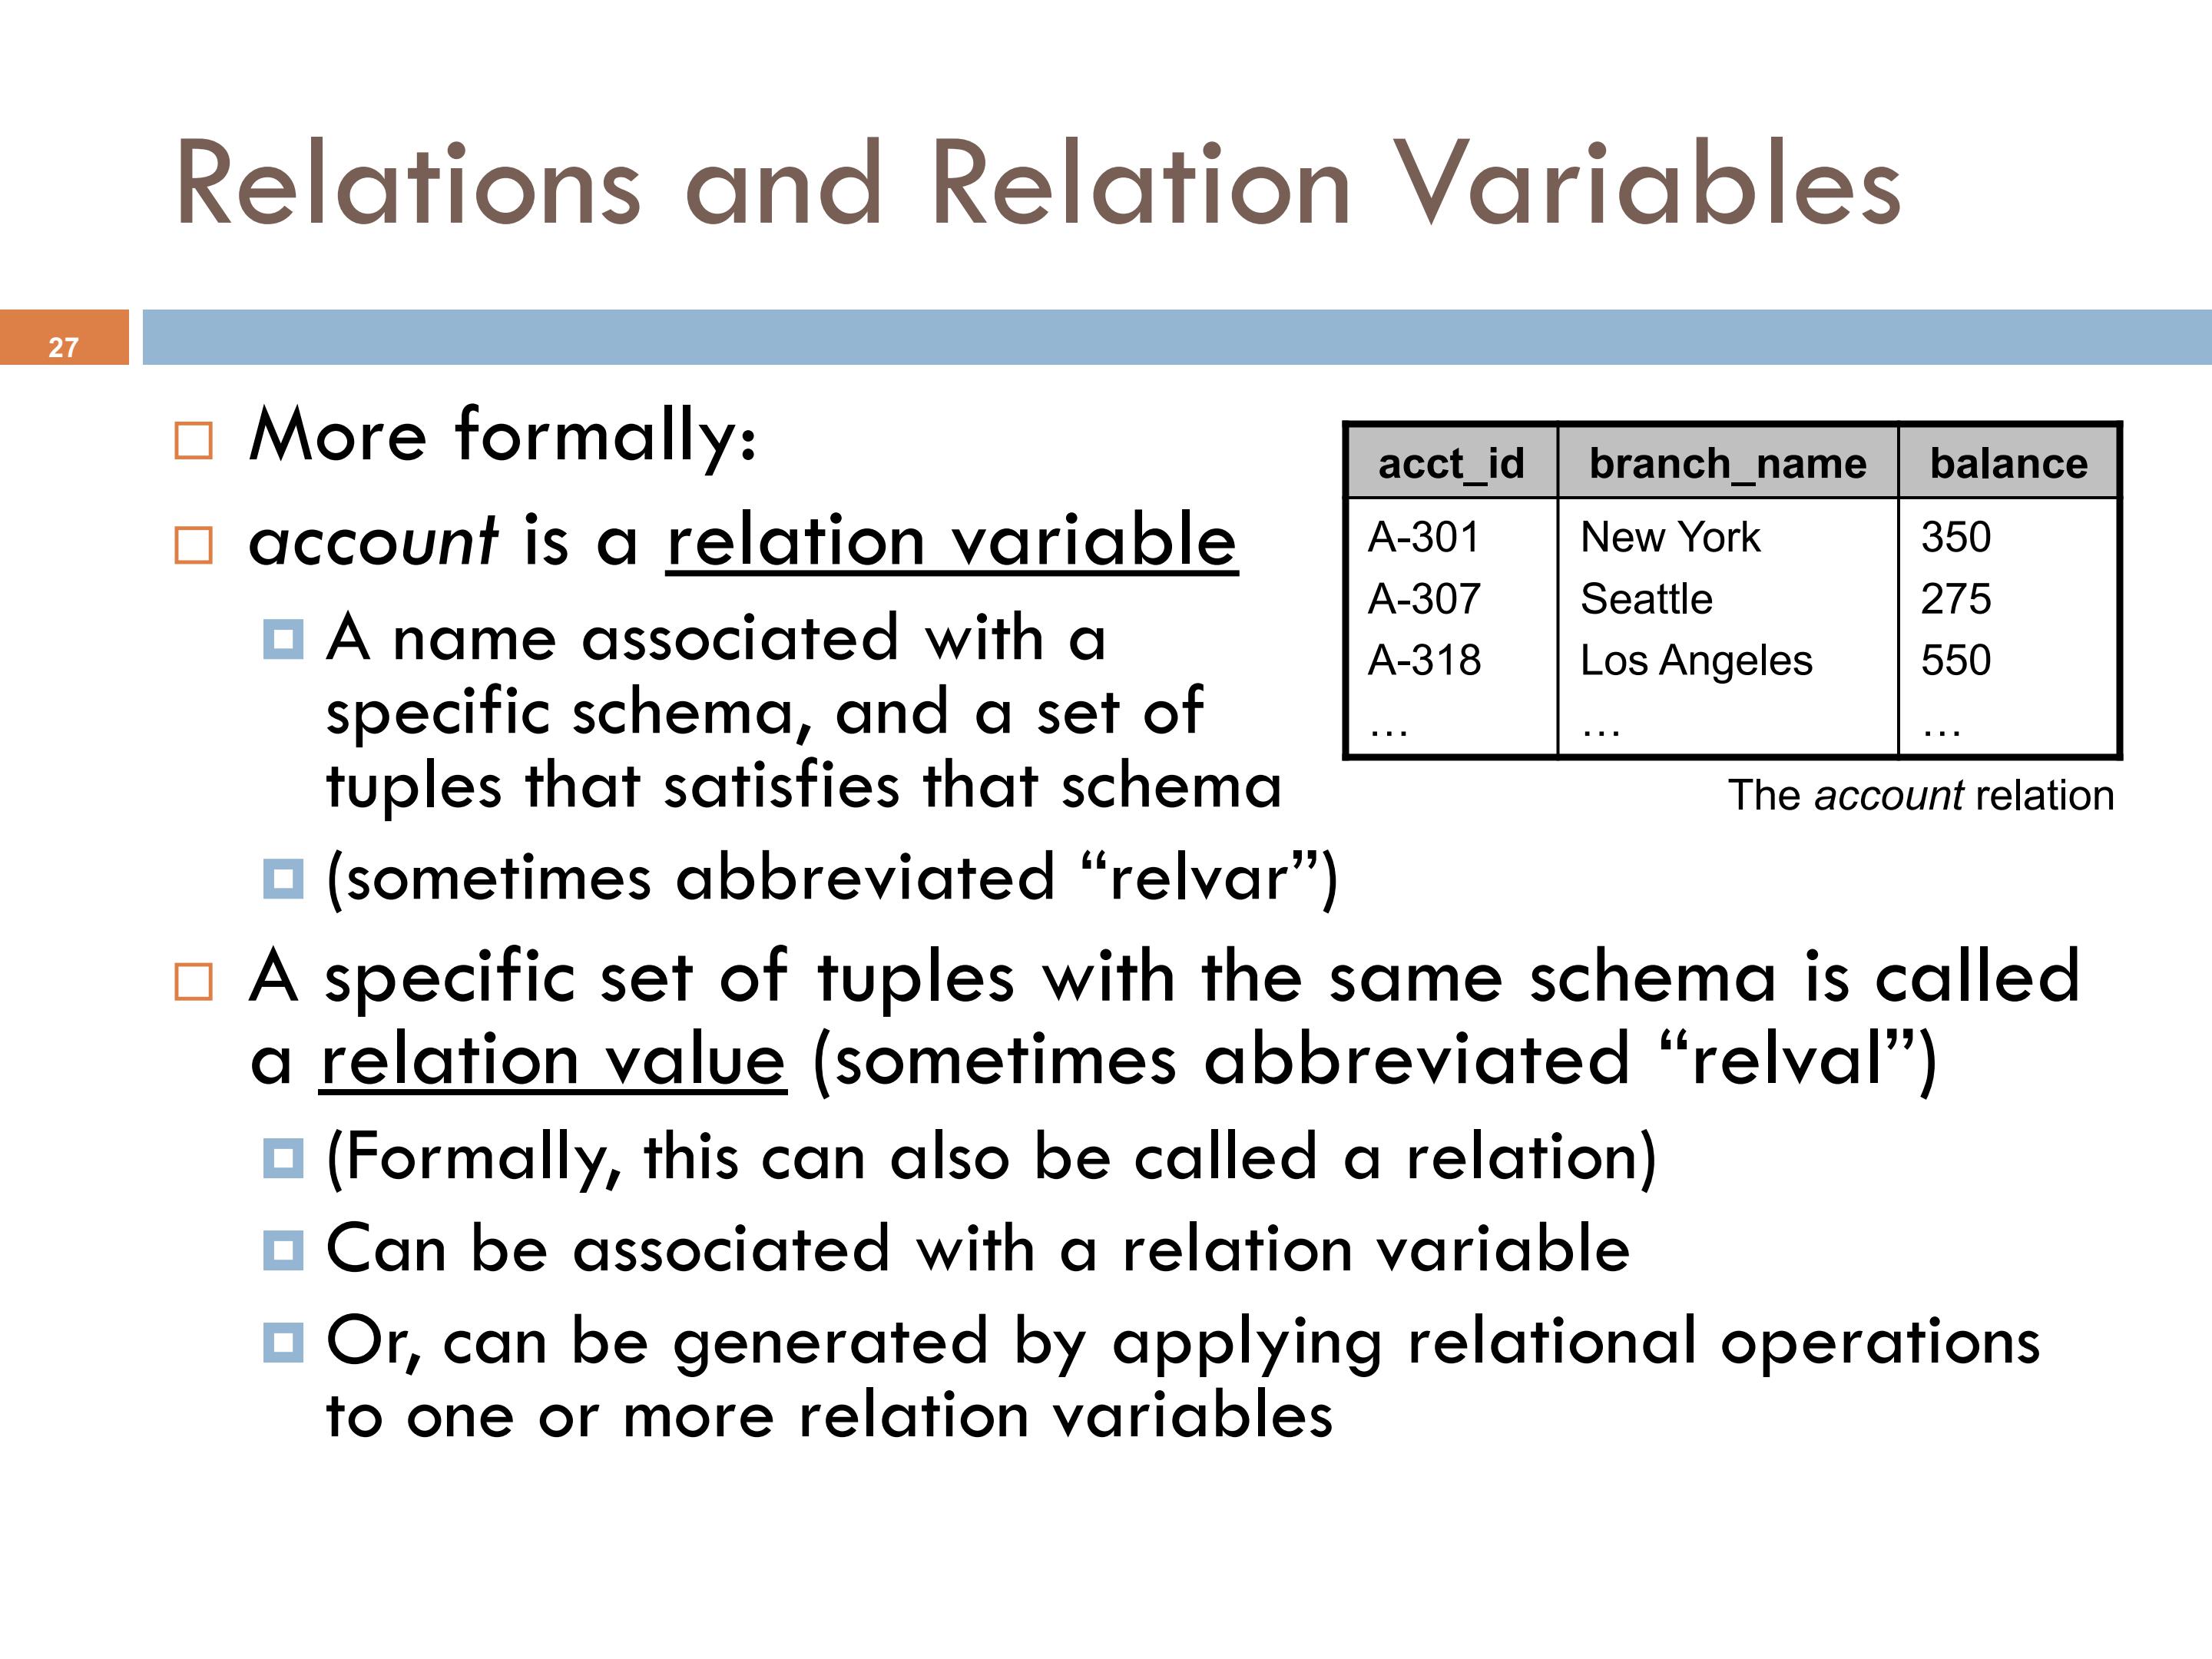 Relations and Relation Variables
27
More formally:
account is a relation variable
A name associated with a
specific schema, and a set of
tuples that satisfies that schema
(sometimes abbreviated “relvar”)
acct_id branch_name balance
A-301 New York 350
A-307 Seattle 275
A-318 Los Angeles 550
… … …
The account relation
A specific set of tuples with the same schema is called
a relation value (sometimes abbreviated “relval”)
(Formally, this can also be called a relation)
Can be associated with a relation variable
Or, can be generated by applying relational operations
to one or more relation variables